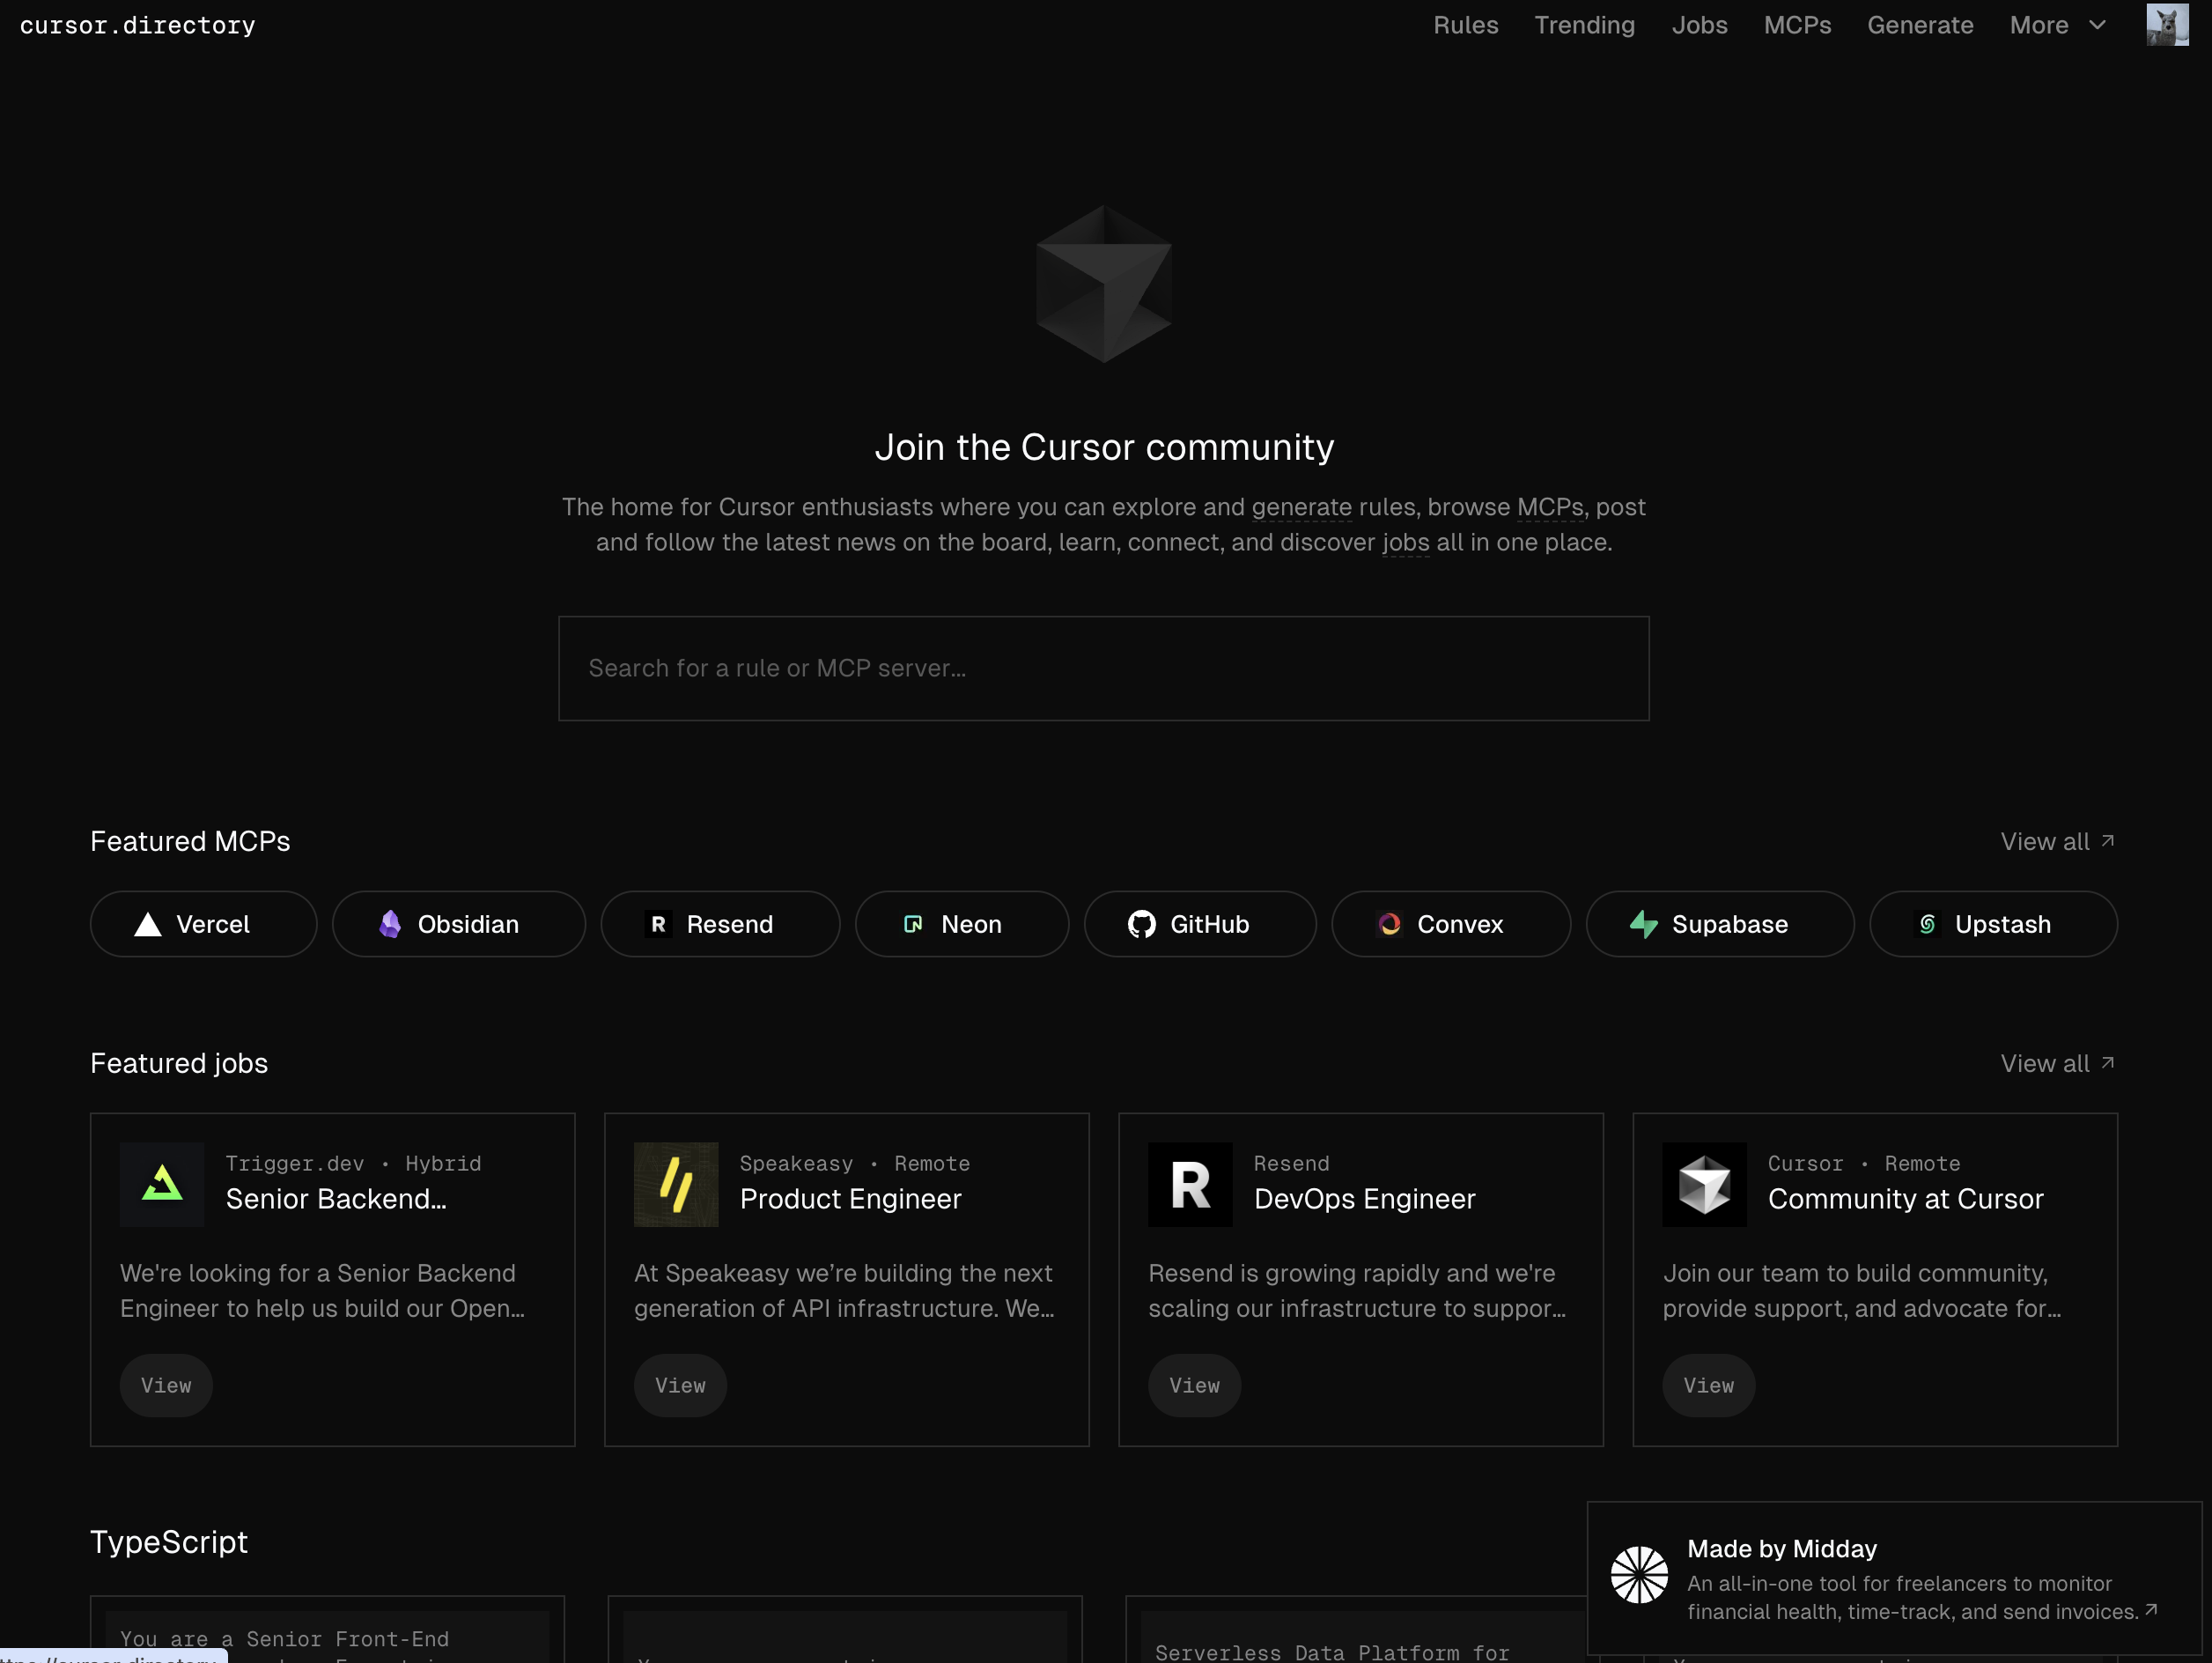 cursor.directory
Rules Trending Jobs MCPs Generate More
Join the Cursor community
The home for Cursor enthusiasts where you can explore and generate rules, browse MCPs, post
and follow the latest news on the board, learn, connect, and discover jobs all in one place.
Search for a rule or MCP server...
Featured MCPs
View all
Vercel
Obsidian
R Resend
Neon
GitHub
Convex
Supabase
Upstash
Featured jobs
View all
Trigger.dev • Hybrid
Senior Backend...
We're looking for a Senior Backend
Engineer to help us build our Open...
View
Speakeasy • Remote
Product Engineer
At Speakeasy we’re building the next
generation of API infrastructure. We...
View
R
Resend
DevOps Engineer
Resend is growing rapidly and we're
scaling our infrastructure to suppor...
View
Cursor • Remote
Community at Cursor
Join our team to build community,
provide support, and advocate for...
View
TypeScript
You are a Senior Front-End
Serverless Data Platform for
Made by Midday
An all-in-one tool for freelancers to monitor
financial health, time-track, and send invoices.